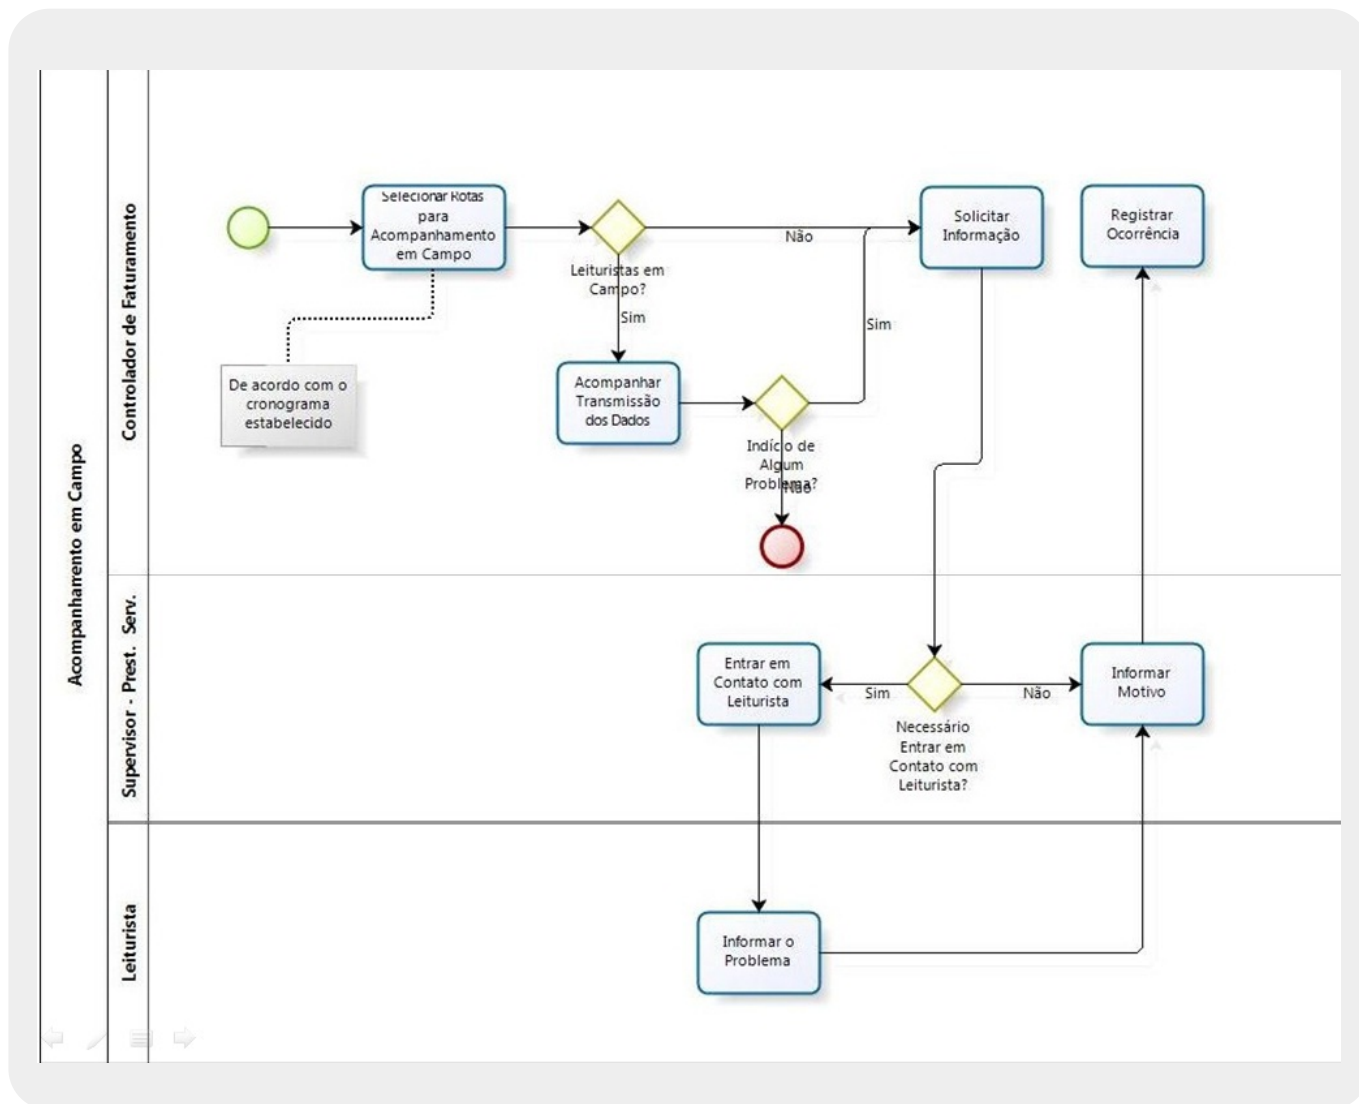 Acompanhamento em Campo
Controlador de Faturamento
Selecionar Rotas
para
Acompanhamento
em Campo
Leituristas em
Campo?
Não
Sim
Solicitar
Informação
Registrar
Ocorrência
De acordo com o
cronograma
estabelecido
Acompanhar
Transmissão
dos Dados
Indício de
Algum
Problema?
Não
Sim
Supervisor - Prest. Serv.
Entrar em
Contato com
Leiturista
Sim
Necessário
Entrar em
Contato com
Leiturista?
Não
Informar
Motivo
Leiturista
Informar o
Problema